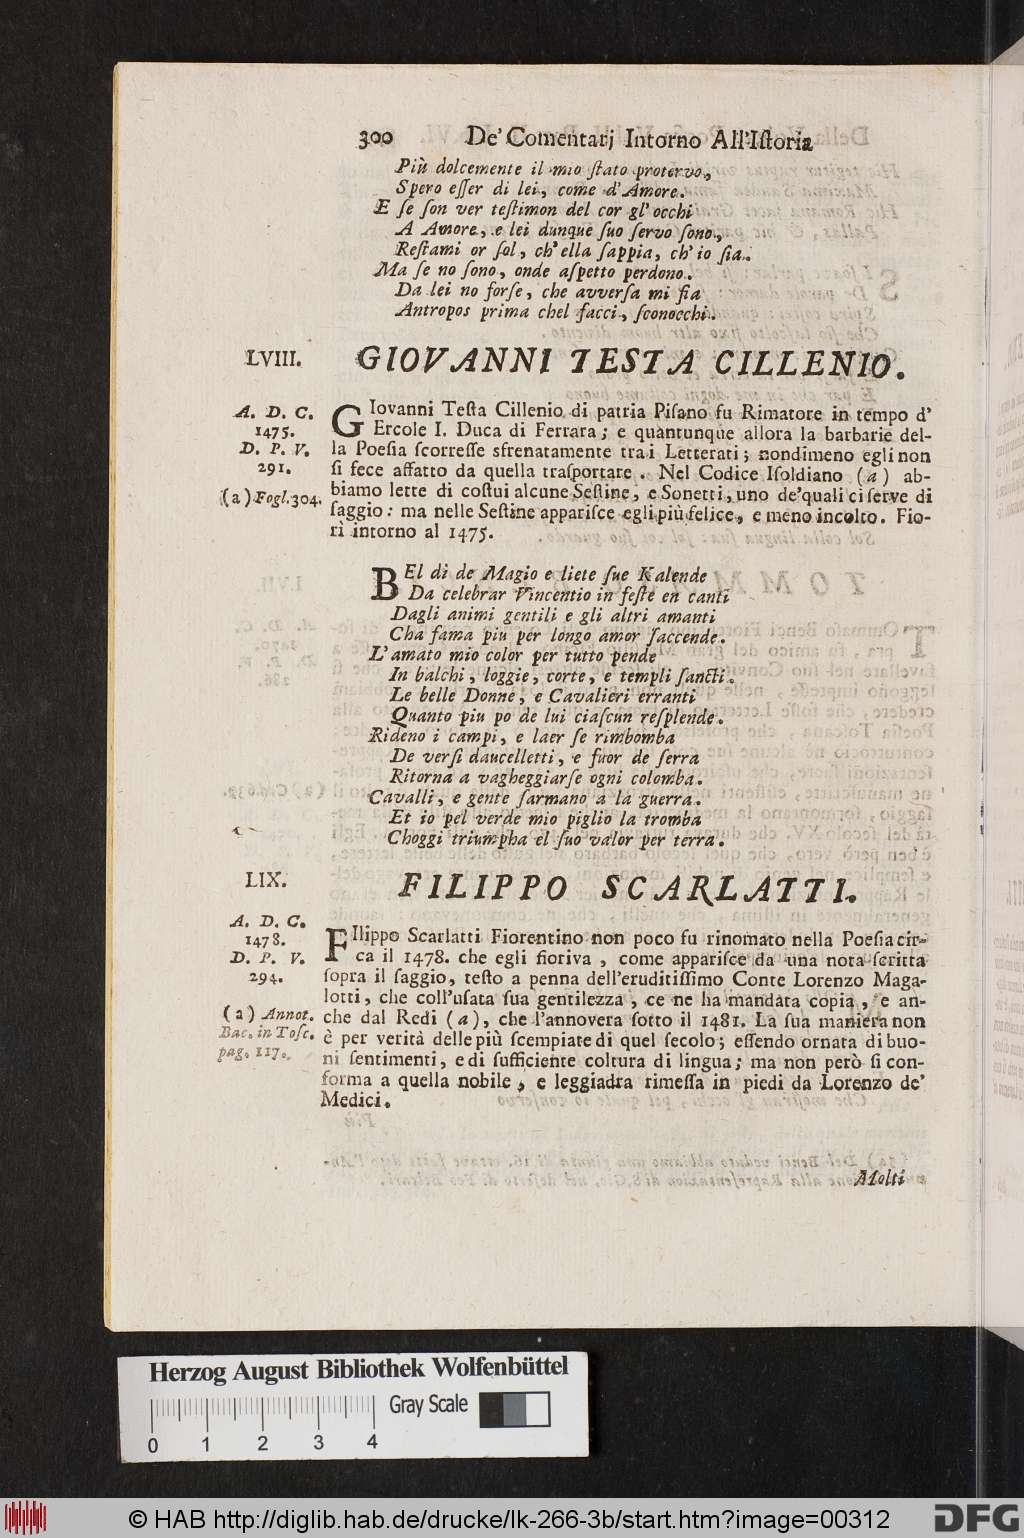 300 De' Comentarj Intorno All'Iſtoria
Più dolcemente il mio ſtato protervo,
Spero eſſer di lei, come d'Amore.
E ſe ſon ver teſtimon del cor gl'occhi
A Amore, e lei dunque ſuo ſervo ſono,
Reſtami or ſol, ch'ella ſappia, ch'io ſia.
Ma ſe no ſono, onde aſpetto perdono.
Da lei no forſe, che avverſa mi fia
Antropos prima chel facci, ſconocchi.
LVIII. GIOVANNI TESTA CILLENIO.
A. D. C.
1475.
D. P. V.
291.
(a) Fogl. 304.
GIovanni Teſta Cillenio di patria Piſano fu Rimatore in tempo d'
Ercole I. Duca di Ferrara; e quantunque allora la barbarie del-
la Poeſia ſcorreſſe sfrenatamente tra i Letterati; nondimeno egli non
ſi fece affatto da quella traſportare. Nel Codice Iſoldiano (a) ab-
biamo lette di coſtui alcune Seſtine, e Sonetti, uno de'quali ci ſerve di
ſaggio: ma nelle Seſtine appariſce egli più felice, e meno incolto. Fio-
rì intorno al 1475.
BEl di de Magio e liete ſue Kalende
Da celebrar Vincentio in feſte en canti
Dagli animi gentili e gli altri amanti
Cha fama piu per longo amor ſaccende.
L'amato mio color per tutto pende
In balchi, loggie, corte, e templi ſancti.
Le belle Donne, e Cavalieri erranti
Quanto piu po de lui ciaſcun reſplende.
Rideno i campi, e laer ſe rimbomba
De verſi daucelletti, e fuor de ſerra
Ritorna a vagheggiarſe ogni colomba.
Cavalli, e gente ſarmano a la guerra.
Et io pel verde mio piglio la tromba
Choggi triumpha el ſuo valor per terra.
LIX. FILIPPO SCARLATTI.
A. D. C.
1478.
D. P. V.
294.
(a) Annot.
Bac. in Toſc.
pag. 117.
FIlippo Scarlatti Fiorentino non poco fu rinomato nella Poeſia cir-
ca il 1478. che egli fioriva, come appariſce da una nota ſcritta
ſopra il ſaggio, teſto a penna dell'eruditiſſimo Conte Lorenzo Maga-
lotti, che coll'uſata ſua gentilezza, ce ne ha mandata copia, e an-
che dal Redi (a), che l'annovera ſotto il 1481. La ſua maniera non
è per verità delle più ſcempiate di quel ſecolo; eſſendo ornata di buo-
ni ſentimenti, e di ſufficiente coltura di lingua; ma non però ſi con-
forma a quella nobile, e leggiadra rimeſſa in piedi da Lorenzo de'
Medici.
Molti
Herzog August Bibliothek Wolfenbüttel
Gray Scale
0 1 2 3 4
© HAB http://diglib.hab.de/drucke/lk-266-3b/start.htm?image=00312
DFG